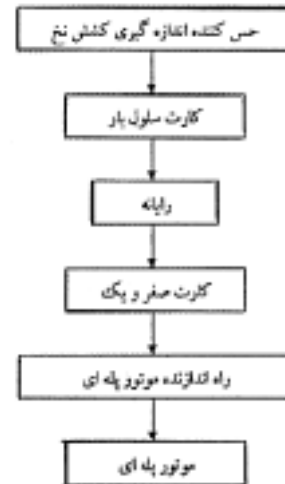 حس کننده اندازه گیری کشش نخ
کارت سلول بار
رایانه
کارت صفر و یک
راه اندازنده موتور پله ای
موتور پله ای